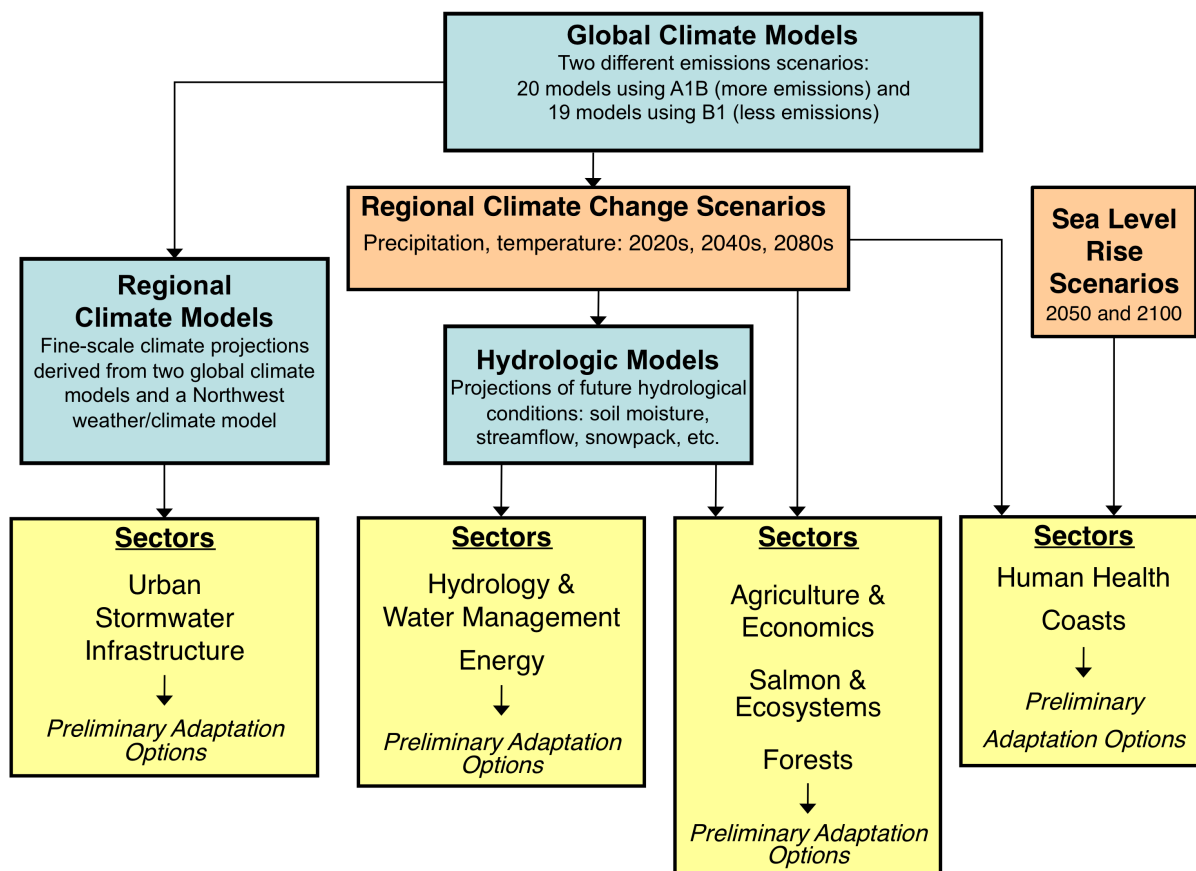 Global Climate Models
Two different emissions scenarios:
20 models using A1B (more emissions) and
19 models using B1 (less emissions)
Regional Climate Change Scenarios
Precipitation, temperature: 2020s, 2040s, 2080s
Sea Level
Rise
Scenarios
2050 and 2100
Regional
Climate Models
Fine-scale climate projections
derived from two global climate
models and a Northwest
weather/climate model
Hydrologic Models
Projections of future hydrological
conditions: soil moisture,
streamflow, snowpack, etc.
Sectors
Urban
Stormwater
Infrastructure
Preliminary Adaptation
Options
Sectors
Hydrology &
Water Management
Energy
Preliminary Adaptation
Options
Sectors
Agriculture &
Economics
Salmon &
Ecosystems
Forests
Preliminary Adaptation
Options
Sectors
Human Health
Coasts
Preliminary
Adaptation Options